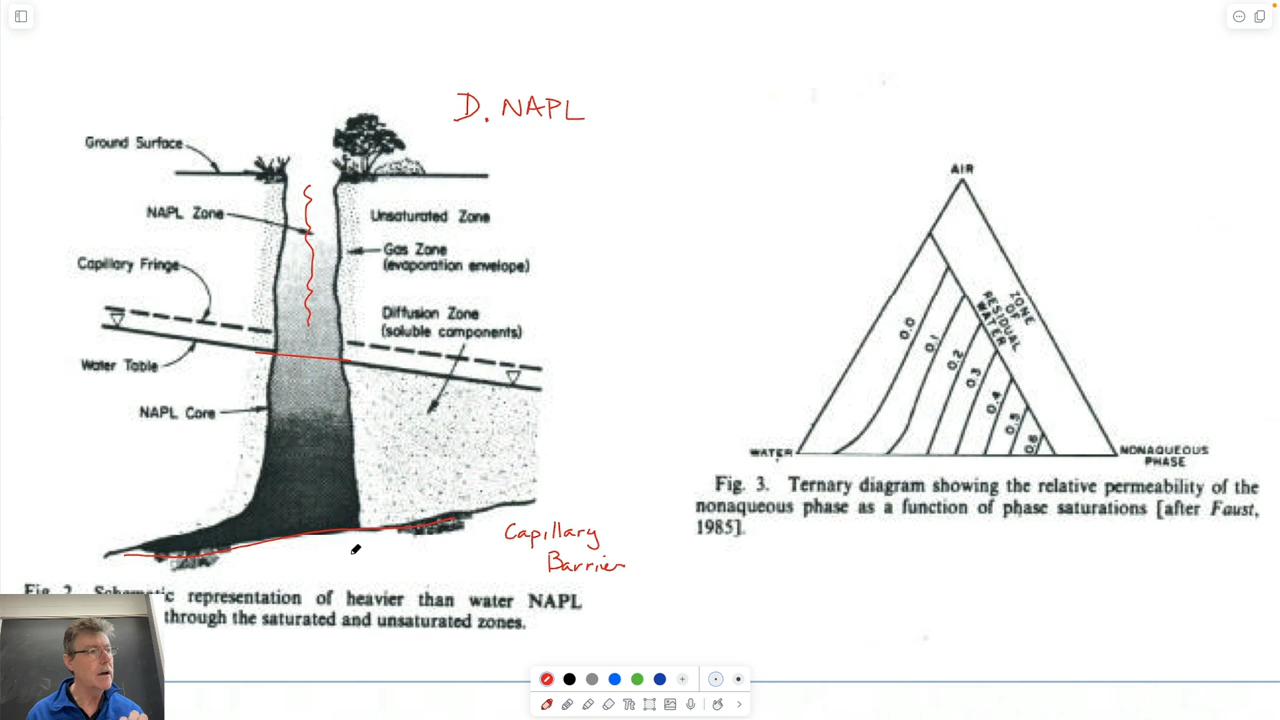 D. NAPL
Ground Surface
NAPL Zone
Unsaturated Zone
Gas Zone
(evaporation envelope)
Capillary Fringe
Diffusion Zone
(soluble components)
Water Table
NAPL Core
Capillary
Barrier
Fig. 2. Schematic representation of heavier than water NAPL
through the saturated and unsaturated zones.
AIR
ZONE OF
RESIDUAL
WATER
0.0
0.1
0.2
0.3
0.4
0.5
0.6
WATER
NONAQUEOUS
PHASE
Fig. 3. Ternary diagram showing the relative permeability of the
nonaqueous phase as a function of phase saturations [after Faust,
1985].
Tt